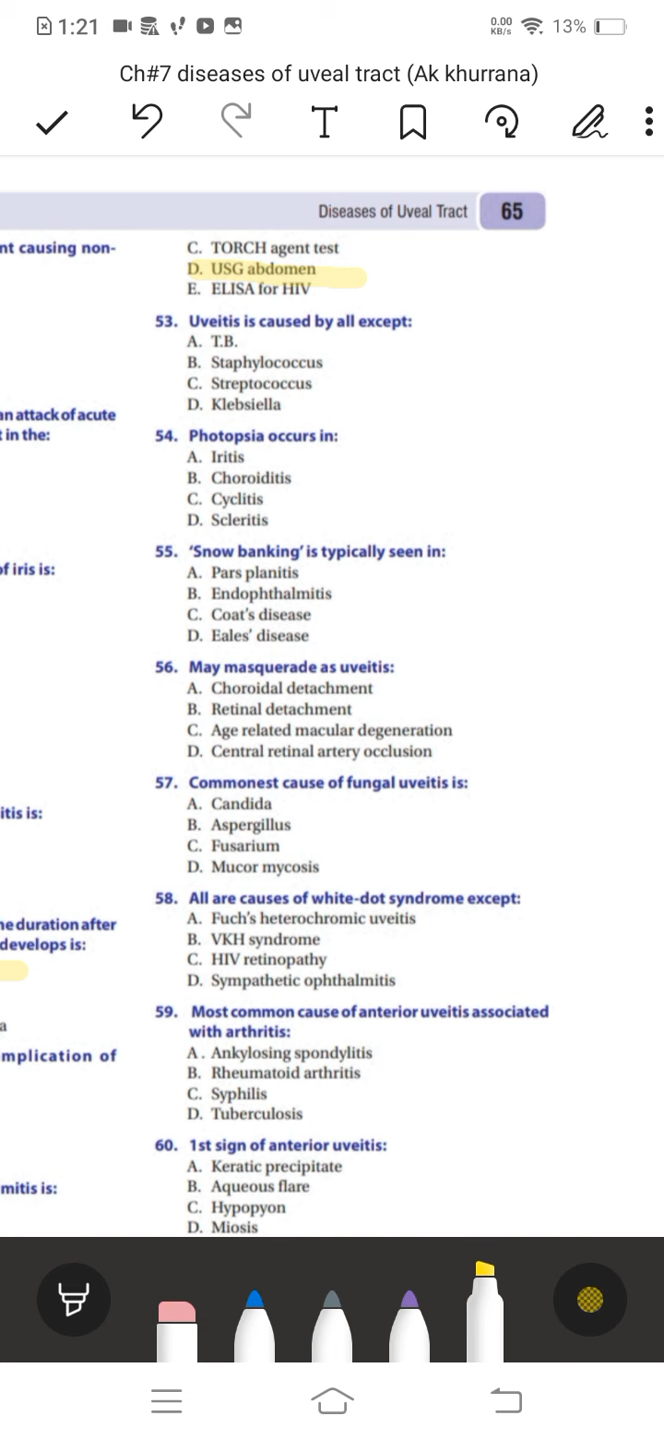 1:21
0.00
KB/s
13%
Ch#7 diseases of uveal tract (Ak khurrana)
T
Diseases of Uveal Tract 65
nt causing non-
an attack of acute
t in the:
of iris is:
itis is:
ne duration after
develops is:
a
mplication of
mitis is:
C. TORCH agent test
D. USG abdomen
E. ELISA for HIV
53. Uveitis is caused by all except:
A. T.B.
B. Staphylococcus
C. Streptococcus
D. Klebsiella
54. Photopsia occurs in:
A. Iritis
B. Choroiditis
C. Cyclitis
D. Scleritis
55. ‘Snow banking’ is typically seen in:
A. Pars planitis
B. Endophthalmitis
C. Coat’s disease
D. Eales’ disease
56. May masquerade as uveitis:
A. Choroidal detachment
B. Retinal detachment
C. Age related macular degeneration
D. Central retinal artery occlusion
57. Commonest cause of fungal uveitis is:
A. Candida
B. Aspergillus
C. Fusarium
D. Mucor mycosis
58. All are causes of white-dot syndrome except:
A. Fuch’s heterochromic uveitis
B. VKH syndrome
C. HIV retinopathy
D. Sympathetic ophthalmitis
59. Most common cause of anterior uveitis associated
with arthritis:
A . Ankylosing spondylitis
B. Rheumatoid arthritis
C. Syphilis
D. Tuberculosis
60. 1st sign of anterior uveitis:
A. Keratic precipitate
B. Aqueous flare
C. Hypopyon
D. Miosis